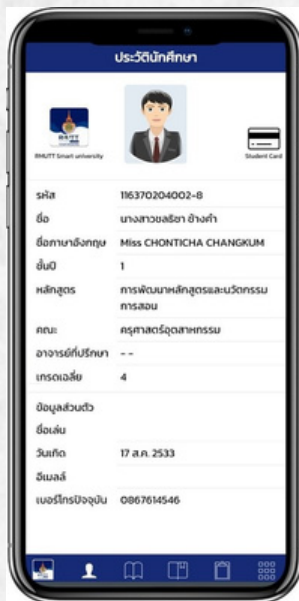 ประวัตินักศึกษา
RMUTT
RMUTT Smart university
Student Card
รหัส 116370204002-8
ชื่อ นางสาวชลธิชา ช้างคำ
ชื่อภาษาอังกฤษ Miss CHONTICHA CHANGKUM
ชั้นปี 1
หลักสูตร การพัฒนาหลักสูตรและนวัตกรรม
การสอน
คณะ ครุศาสตร์อุตสาหกรรม
อาจารย์ที่ปรึกษา - -
เกรดเฉลี่ย 4
ข้อมูลส่วนตัว
ชื่อเล่น
วันเกิด 17 ส.ค. 2533
อีเมลล์
เบอร์โทรปัจจุบัน 0867614546